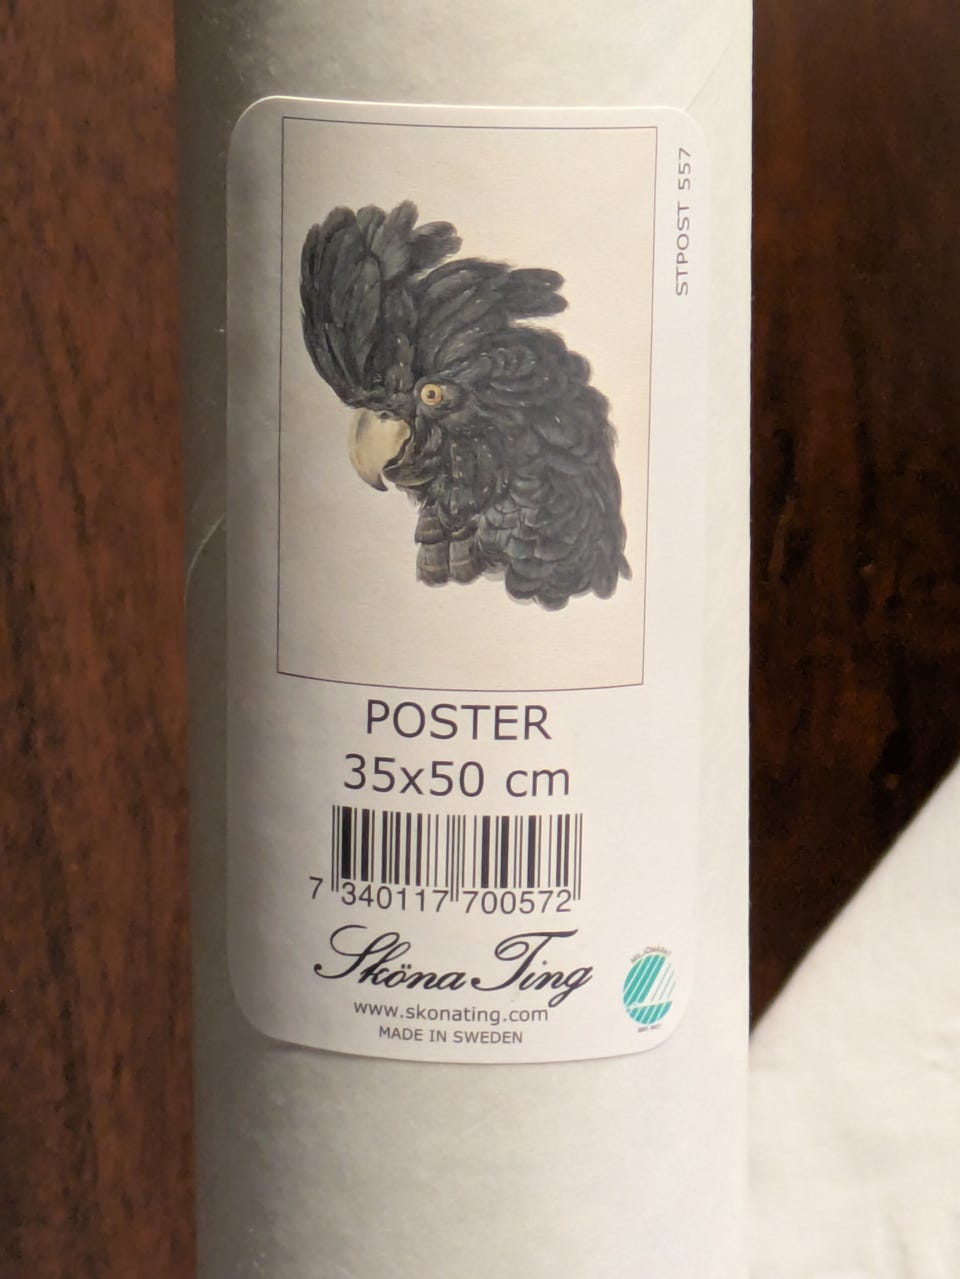 STPOST 557
POSTER
35x50 cm
7 340117 700572
Sköna Ting
www.skonating.com
MADE IN SWEDEN